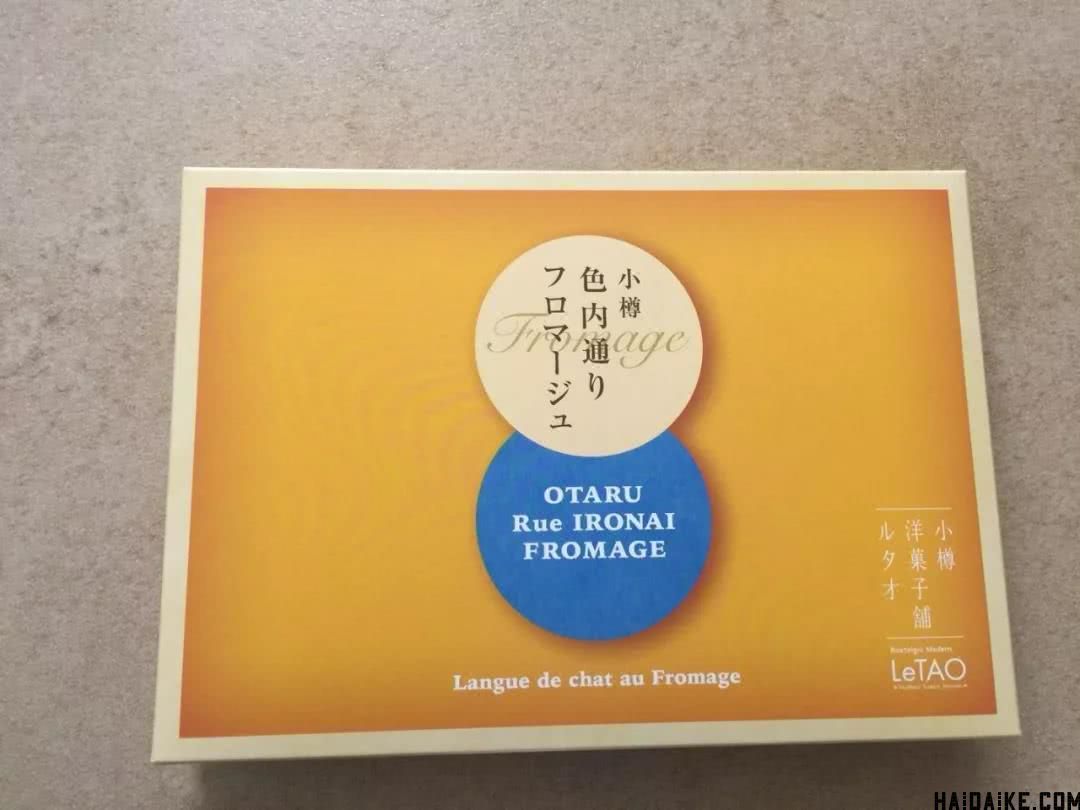 小樽
色内通り
フロマージュ
Fromage
OTARU
Rue IRONAI
FROMAGE
Langue de chat au Fromage
小樽
洋菓子舗
ルタオ
Nostalgic Modern
LeTAO
HAiDAiKE.COM